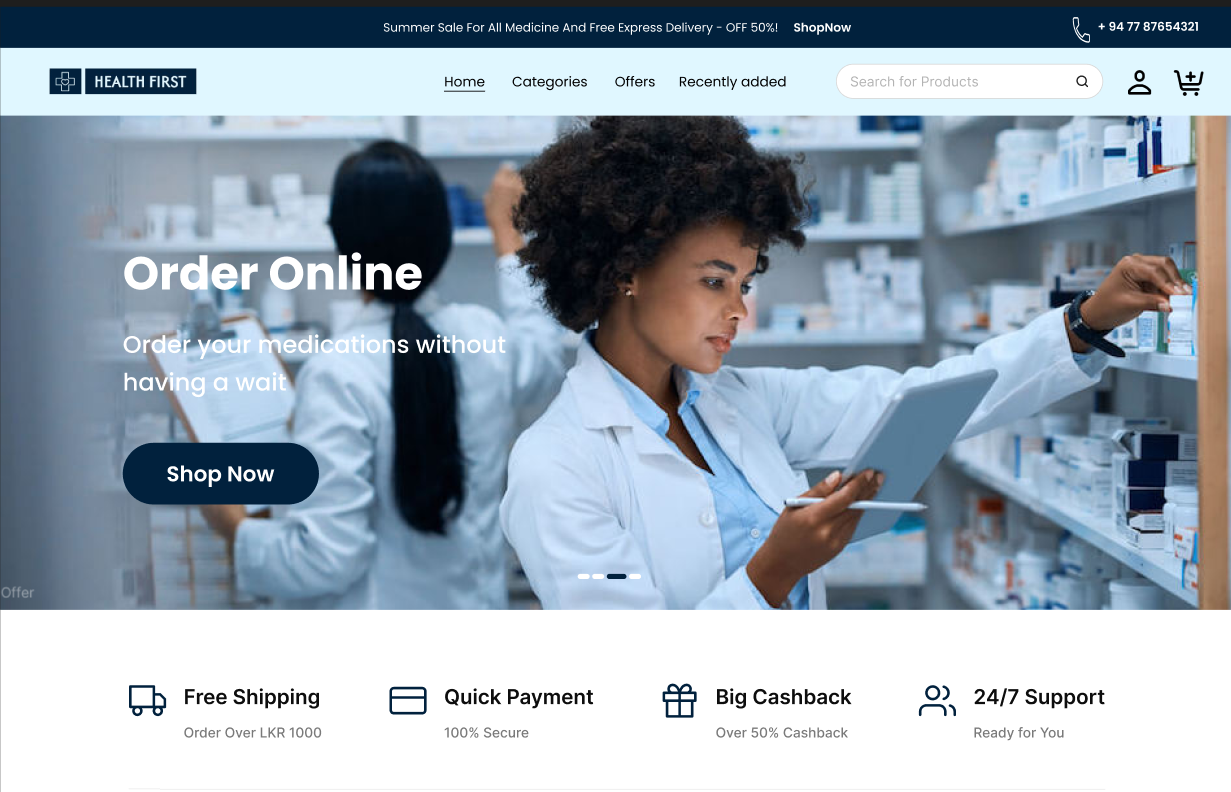 Summer Sale For All Medicine And Free Express Delivery - OFF 50%! ShopNow
+ 94 77 87654321
HEALTH FIRST
Home Categories Offers Recently added
Search for Products
Order Online
Order your medications without
having a wait
Shop Now
Offer
Free Shipping
Order Over LKR 1000
Quick Payment
100% Secure
Big Cashback
Over 50% Cashback
24/7 Support
Ready for You